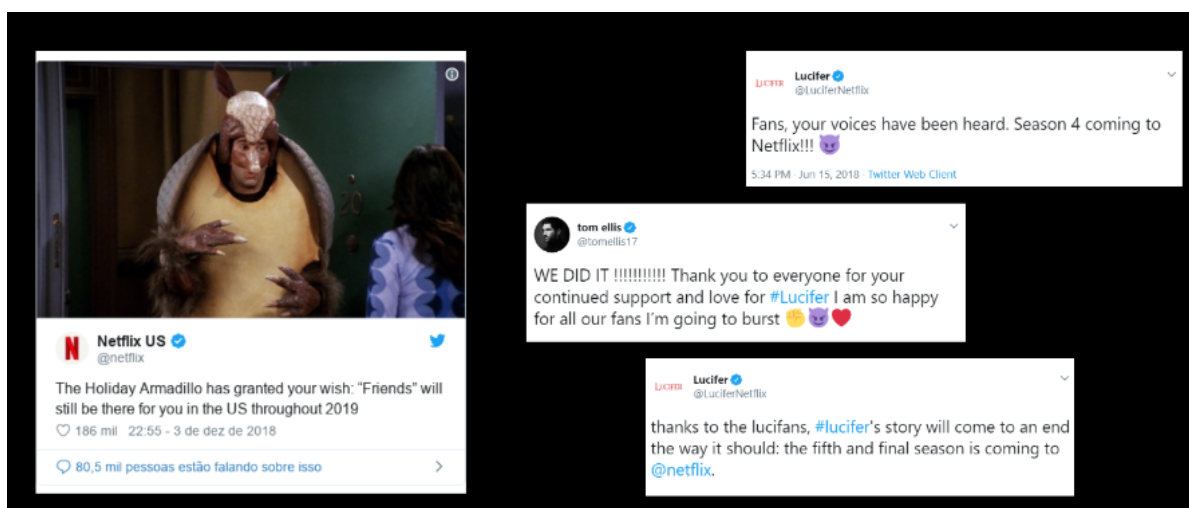 20
Netflix US
@netflix
The Holiday Armadillo has granted your wish: “Friends” will
still be there for you in the US throughout 2019
186 mil 22:55 - 3 de dez de 2018
80,5 mil pessoas estão falando sobre isso
LUCIFER
Lucifer
@LuciferNetflix
Fans, your voices have been heard. Season 4 coming to
Netflix!!! 😈
5:34 PM · Jun 15, 2018 · Twitter Web Client
tom ellis
@tomellis17
WE DID IT !!!!!!!!!!! Thank you to everyone for your
continued support and love for #Lucifer I am so happy
for all our fans I´m going to burst ✊😈❤
LUCIFER
Lucifer
@LuciferNetflix
thanks to the lucifans, #lucifer's story will come to an end
the way it should: the fifth and final season is coming to
@netflix.